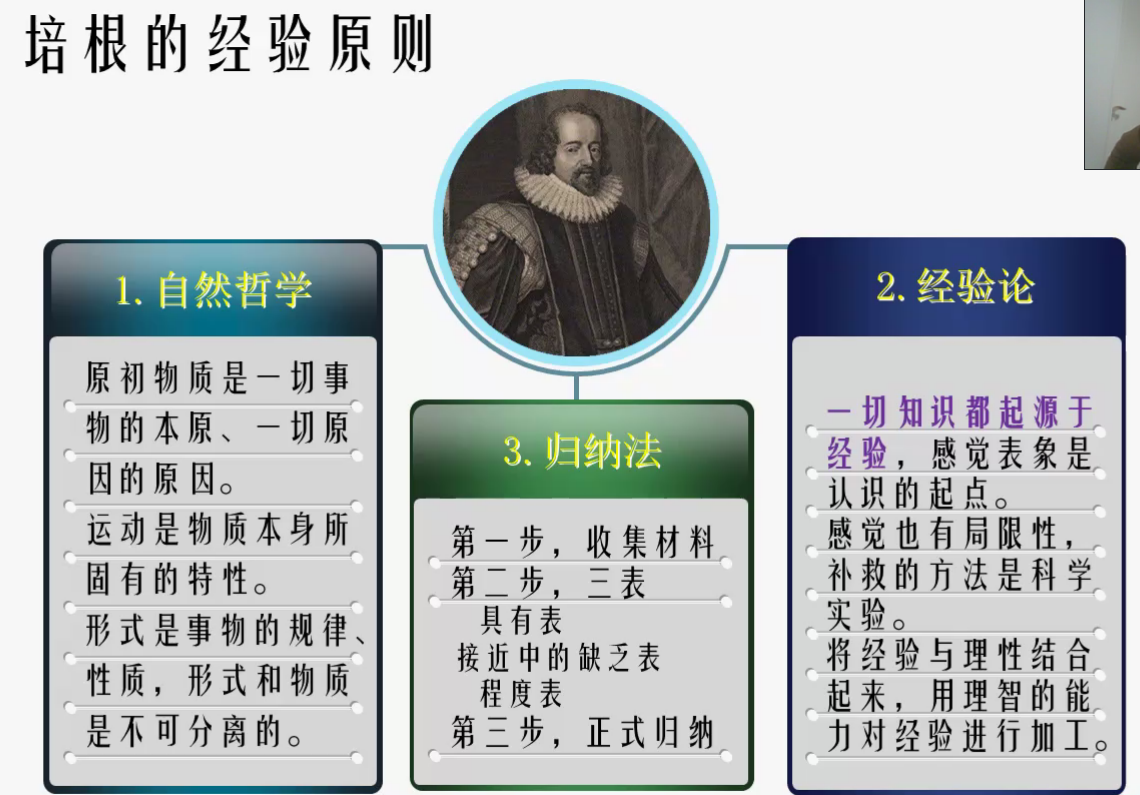 培根的经验原则
1.自然哲学
原初物质是一切事
物的本原、一切原
因的原因。
运动是物质本身所
固有的特性。
形式是事物的规律、
性质，形式和物质
是不可分离的。
2.经验论
一切知识都起源于
经验，感觉表象是
认识的起点。
感觉也有局限性，
补救的方法是科学
实验。
将经验与理性结合
起来，用理智的能
力对经验进行加工。
3.归纳法
第一步，收集材料
第二步，三表
具有表
接近中的缺乏表
程度表
第三步，正式归纳